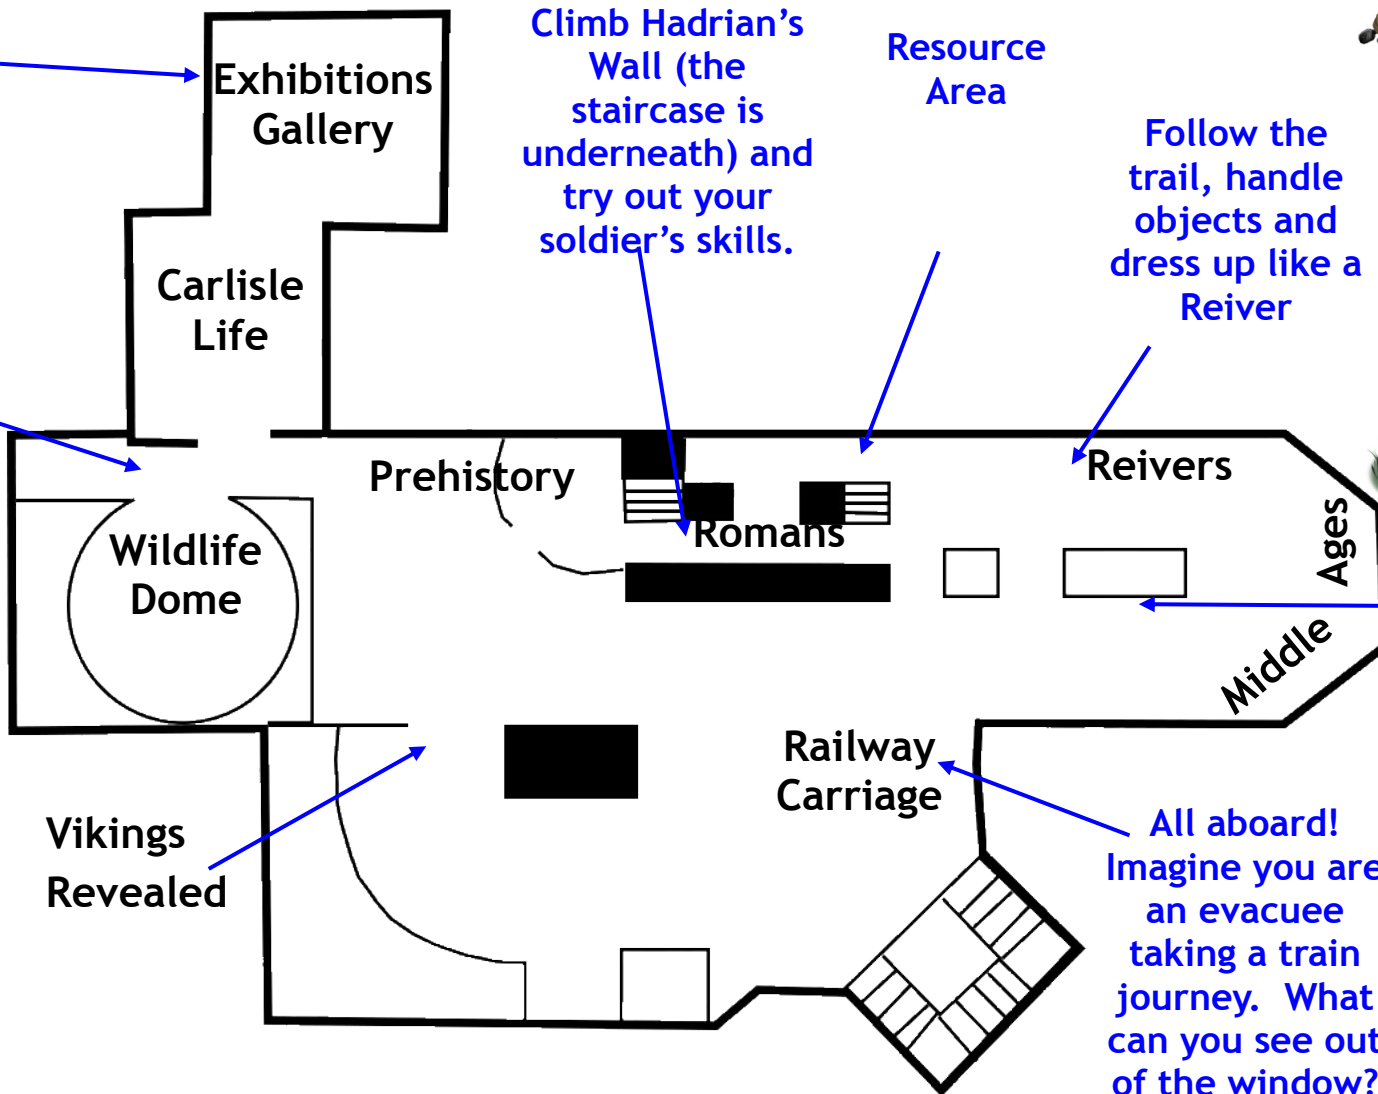 Climb Hadrian's
Wall (the
staircase is
underneath) and
try out your
soldier's skills.
Resource
Area
Follow the
trail, handle
objects and
dress up like a
Reiver
Exhibitions
Gallery
Carlisle
Life
Prehistory
Romans
Reivers
Wildlife
Dome
Middle
Ages
Railway
Carriage
Vikings
Revealed
All aboard!
Imagine you are
an evacuee
taking a train
journey.  What
can you see out
of the window?